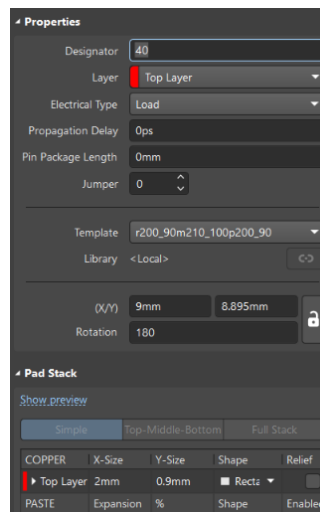 Properties
Designator 40
Layer Top Layer
Electrical Type Load
Propagation Delay 0ps
Pin Package Length 0mm
Jumper 0
Template r200_90m210_100p200_90
Library <Local>
(X/Y) 9mm 8.895mm
Rotation 180
Pad Stack
Show preview
Simple Top-Middle-Bottom Full Stack
COPPER X-Size Y-Size Shape Relief
Top Layer 2mm 0.9mm Recta
PASTE Expansion % Shape Enabled